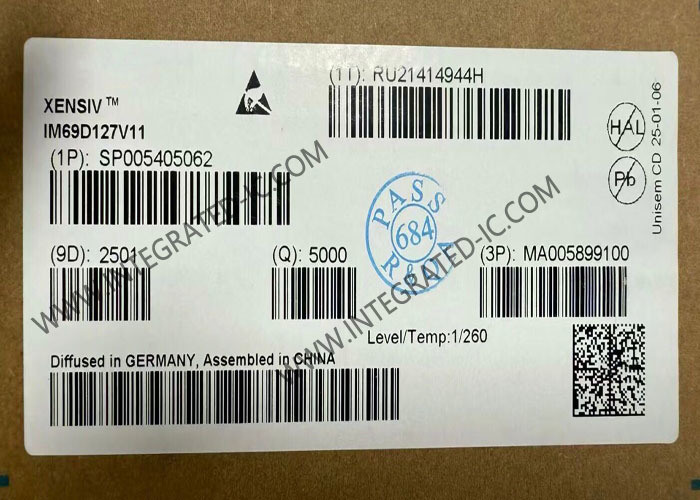 (1T): RU21414944H
XENSIV™
IM69D127V11
(1P): SP005405062
HAL
Pb
Unisem CD 25-01-06
PASS
684
(9D): 2501
(Q): 5000
(3P): MA005899100
Level/Temp:1/260
Diffused in GERMANY, Assembled in CHINA
WWW.INTEGRATED-IC.COM
WWW.INTEGRATED-IC.COM